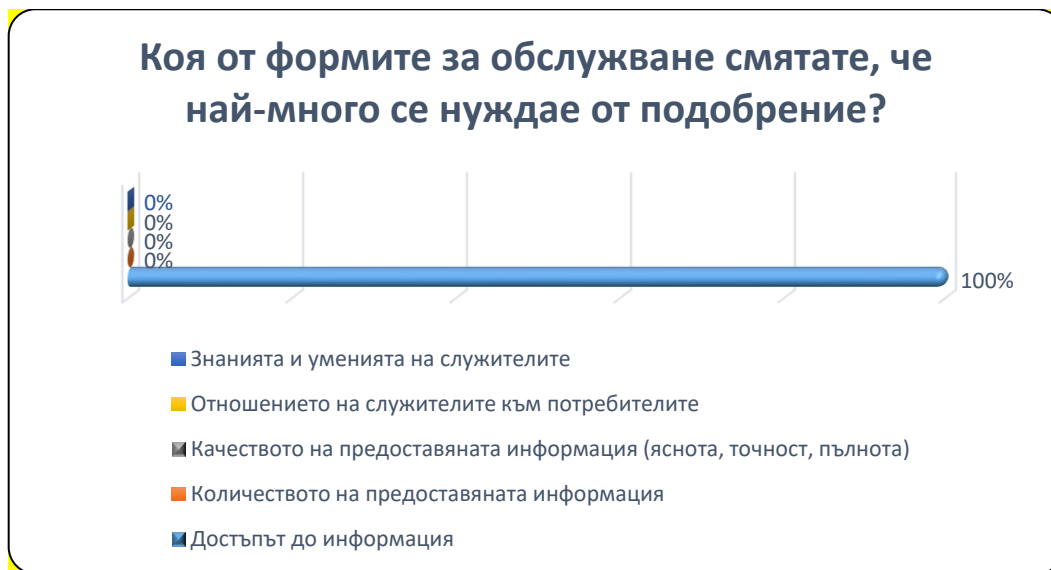 Коя от формите за обслужване смятате, че
най-много се нуждае от подобрение?
0%
0%
0%
0%
100%
Знанията и уменията на служителите
Отношението на служителите към потребителите
Качеството на предоставяната информация (яснота, точност, пълнота)
Количеството на предоставяната информация
Достъпът до информация